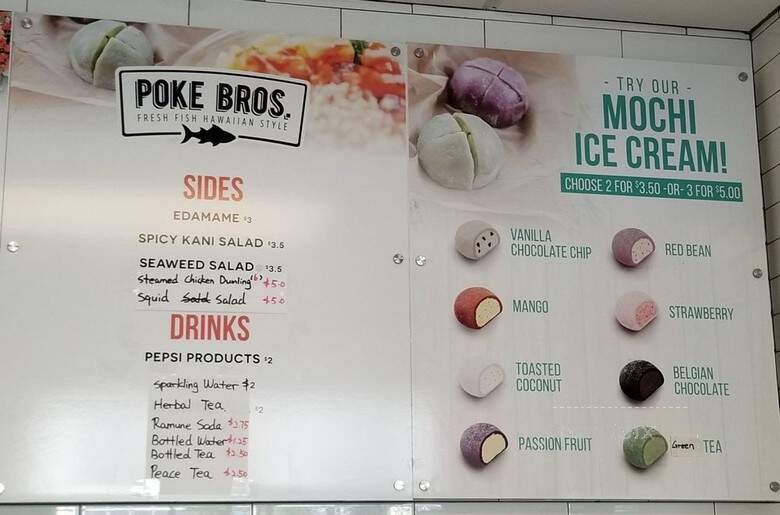 POKE BROS.
FRESH FISH HAWAIIAN STYLE
SIDES
EDAMAME $3
SPICY KANI SALAD $3.5
SEAWEED SALAD $3.5
Steamed Chicken Dumling (6) $5.0
Squid Salad $5.0
DRINKS
PEPSI PRODUCTS $2
Sparkling Water $2
Herbal Tea $2
Ramune Soda $3.75
Bottled Water $1.25
Bottled Tea $2.50
Peace Tea $2.50
- TRY OUR -
MOCHI
ICE CREAM!
CHOOSE 2 FOR $3.50 -OR- 3 FOR $5.00
VANILLA
CHOCOLATE CHIP
RED BEAN
MANGO
STRAWBERRY
TOASTED
COCONUT
BELGIAN
CHOCOLATE
PASSION FRUIT
Green TEA